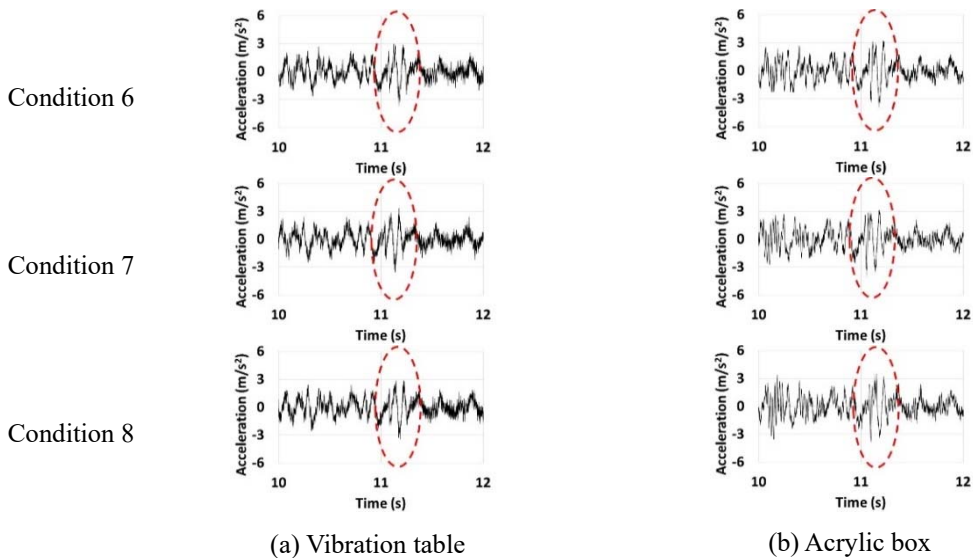 Condition 6
Acceleration (m/s²)
6
3
0
-3
-6
10
11
12
Time (s)
Acceleration (m/s²)
6
3
0
-3
-6
10
11
12
Time (s)
Condition 7
Acceleration (m/s²)
6
3
0
-3
-6
10
11
12
Time (s)
Acceleration (m/s²)
6
3
0
-3
-6
10
11
12
Time (s)
Condition 8
Acceleration (m/s²)
6
3
0
-3
-6
10
11
12
Time (s)
Acceleration (m/s²)
6
3
0
-3
-6
10
11
12
Time (s)
(a) Vibration table
(b) Acrylic box